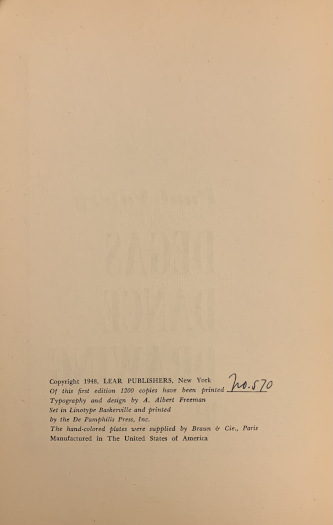 Copyright 1948, LEAR PUBLISHERS, New York
Of this first edition 1200 copies have been printed No. 570
Typography and design by A. Albert Freeman
Set in Linotype Baskerville and printed
by the De Pamphilis Press, Inc.
The hand-colored plates were supplied by Braun & Cie., Paris
Manufactured in The United States of America